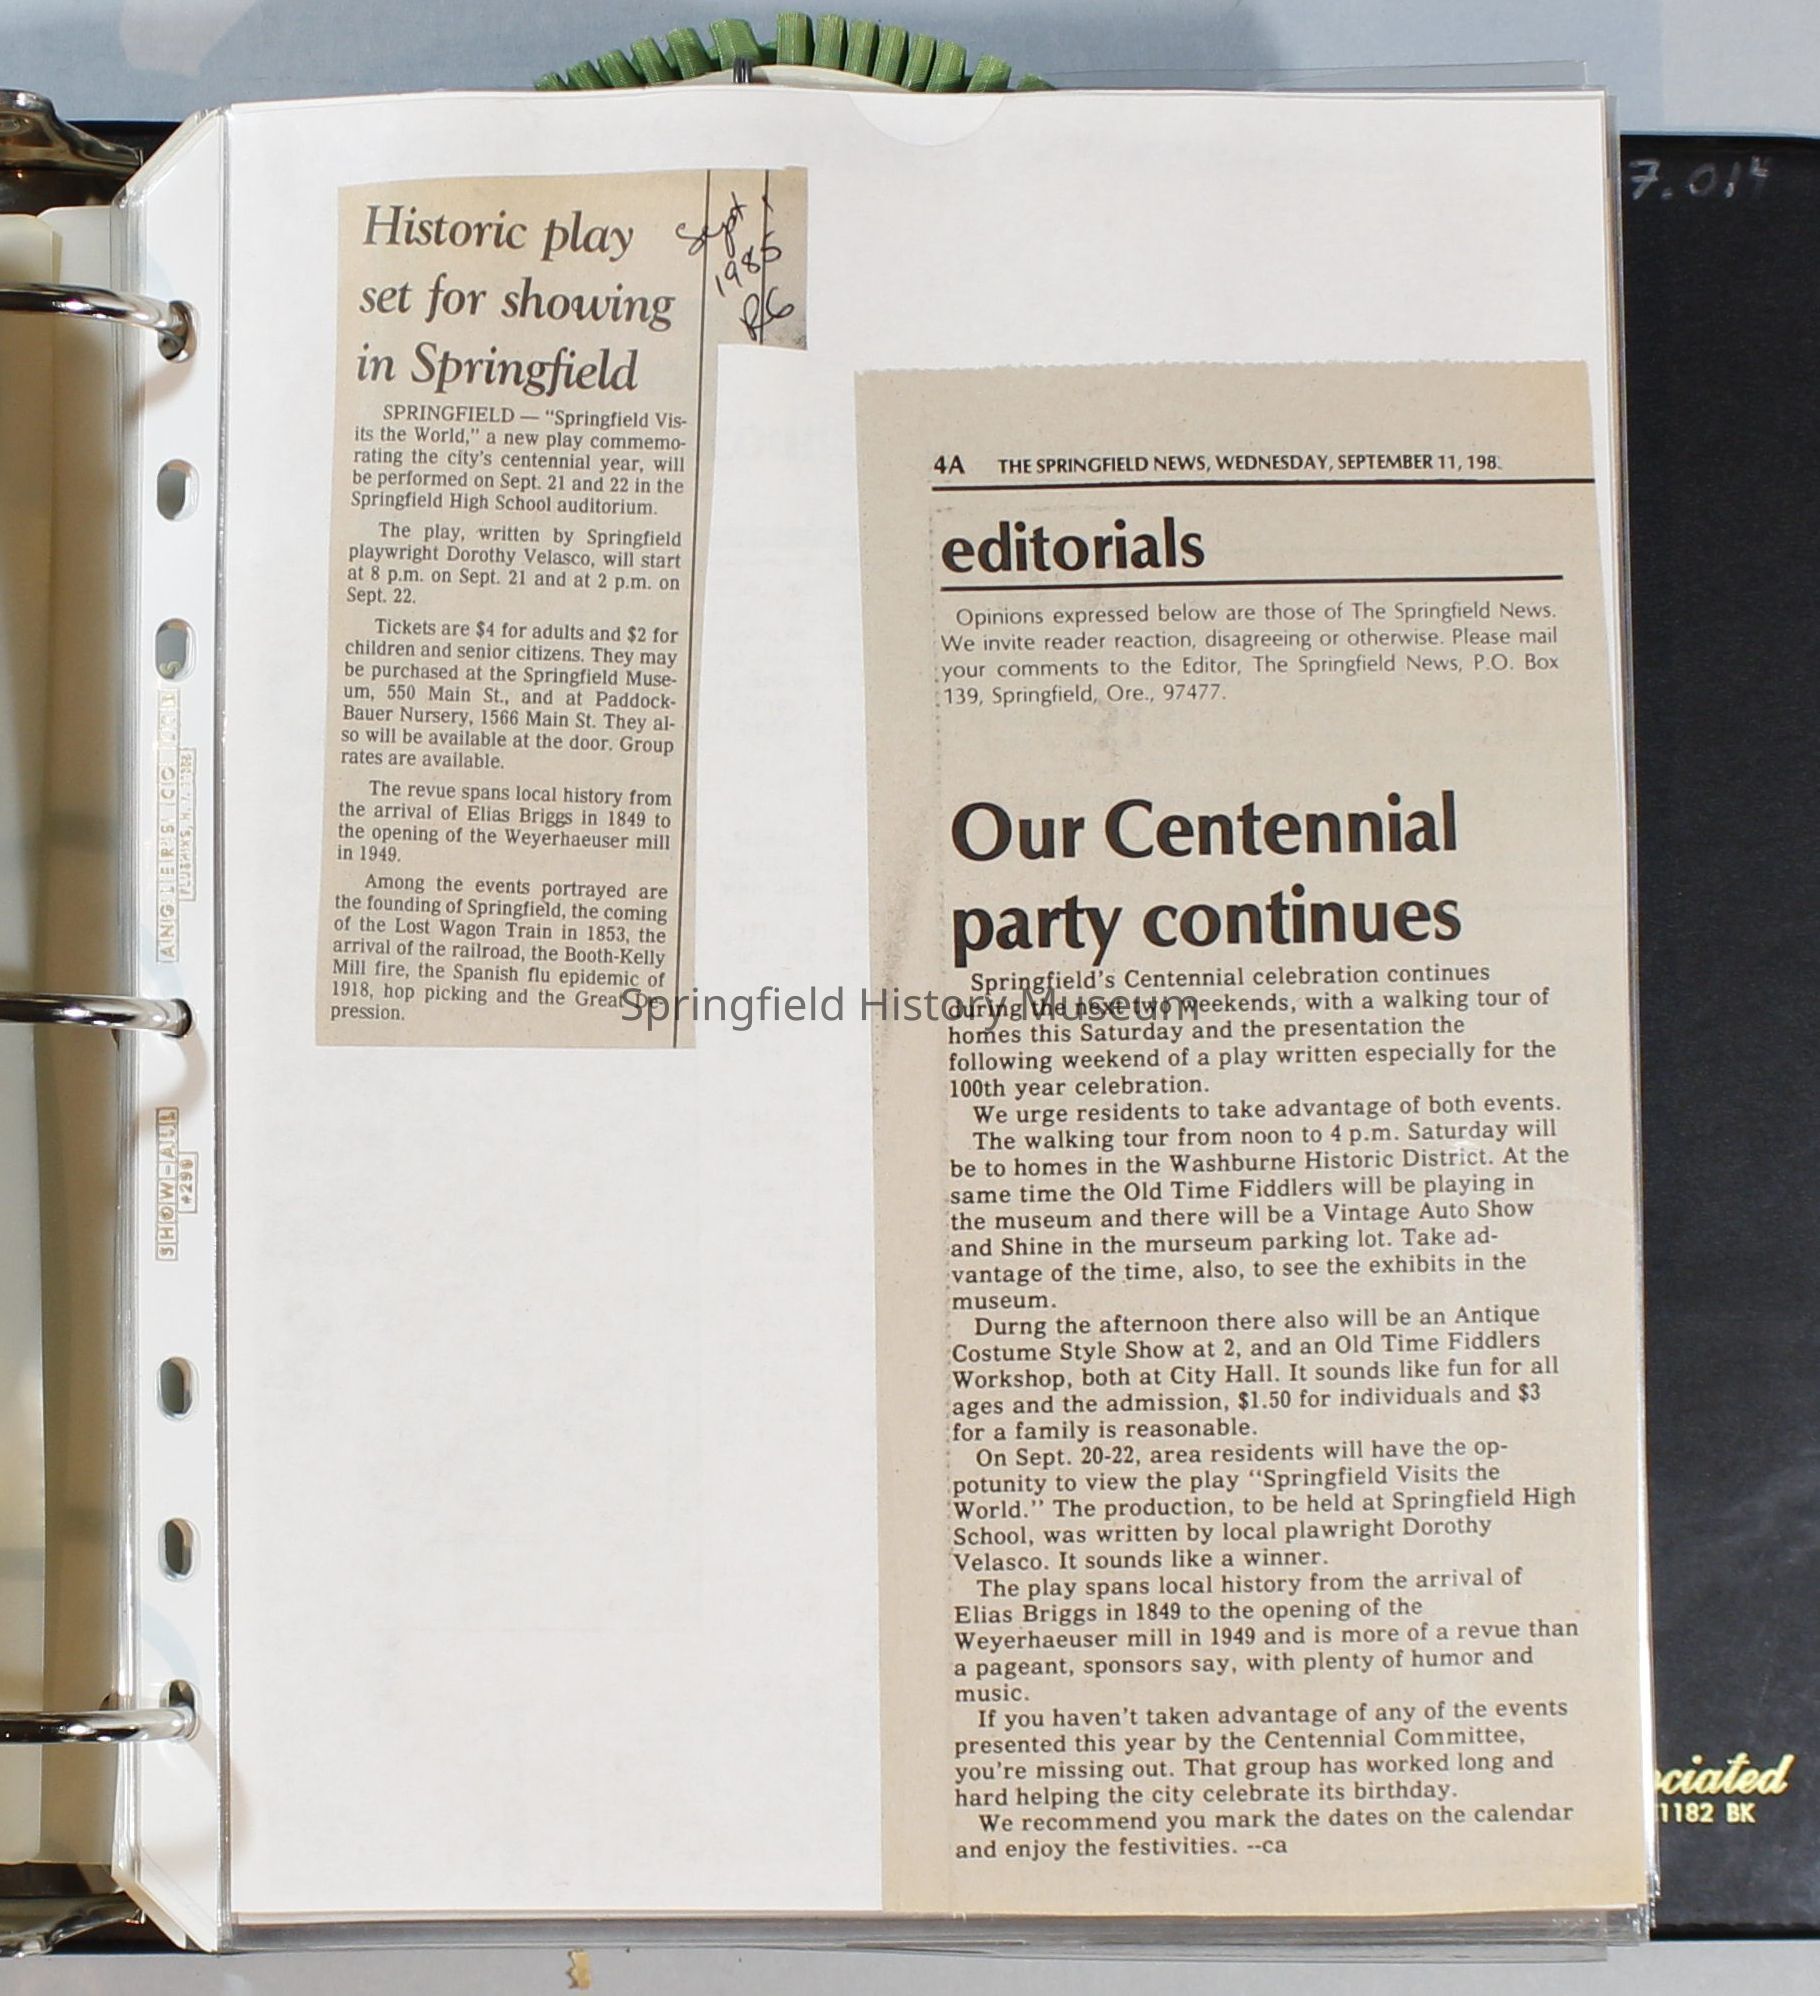 Historic play
set for showing
in Springfield
Sept
1985
RG
SPRINGFIELD — "Springfield Vis-
its the World," a new play commemo-
rating the city's centennial year, will
be performed on Sept. 21 and 22 in the
Springfield High School auditorium.
The play, written by Springfield
playwright Dorothy Velasco, will start
at 8 p.m. on Sept. 21 and at 2 p.m. on
Sept. 22.
Tickets are $4 for adults and $2 for
children and senior citizens. They may
be purchased at the Springfield Muse-
um, 550 Main St., and at Paddock-
Bauer Nursery, 1566 Main St. They al-
so will be available at the door. Group
rates are available.
The revue spans local history from
the arrival of Elias Briggs in 1849 to
the opening of the Weyerhaeuser mill
in 1949.
Among the events portrayed are
the founding of Springfield, the coming
of the Lost Wagon Train in 1853, the
arrival of the railroad, the Booth-Kelly
Mill fire, the Spanish flu epidemic of
1918, hop picking and the Great De-
pression.
4A THE SPRINGFIELD NEWS, WEDNESDAY, SEPTEMBER 11, 198
editorials
Opinions expressed below are those of The Springfield News.
We invite reader reaction, disagreeing or otherwise. Please mail
your comments to the Editor, The Springfield News, P.O. Box
139, Springfield, Ore., 97477.
Our Centennial
party continues
Springfield's Centennial celebration continues
during the next two weekends, with a walking tour of
homes this Saturday and the presentation the
following weekend of a play written especially for the
100th year celebration.
We urge residents to take advantage of both events.
The walking tour from noon to 4 p.m. Saturday will
be to homes in the Washburne Historic District. At the
same time the Old Time Fiddlers will be playing in
the museum and there will be a Vintage Auto Show
and Shine in the murseum parking lot. Take ad-
vantage of the time, also, to see the exhibits in the
museum.
Durng the afternoon there also will be an Antique
Costume Style Show at 2, and an Old Time Fiddlers
Workshop, both at City Hall. It sounds like fun for all
ages and the admission, $1.50 for individuals and $3
for a family is reasonable.
On Sept. 20-22, area residents will have the op-
potunity to view the play "Springfield Visits the
World." The production, to be held at Springfield High
School, was written by local plawright Dorothy
Velasco. It sounds like a winner.
The play spans local history from the arrival of
Elias Briggs in 1849 to the opening of the
Weyerhaeuser mill in 1949 and is more of a revue than
a pageant, sponsors say, with plenty of humor and
music.
If you haven't taken advantage of any of the events
presented this year by the Centennial Committee,
you're missing out. That group has worked long and
hard helping the city celebrate its birthday.
We recommend you mark the dates on the calendar
and enjoy the festivities. --ca
Springfield History Museum
7.014
ociated
1182 BK
SHOW-ALL
#290